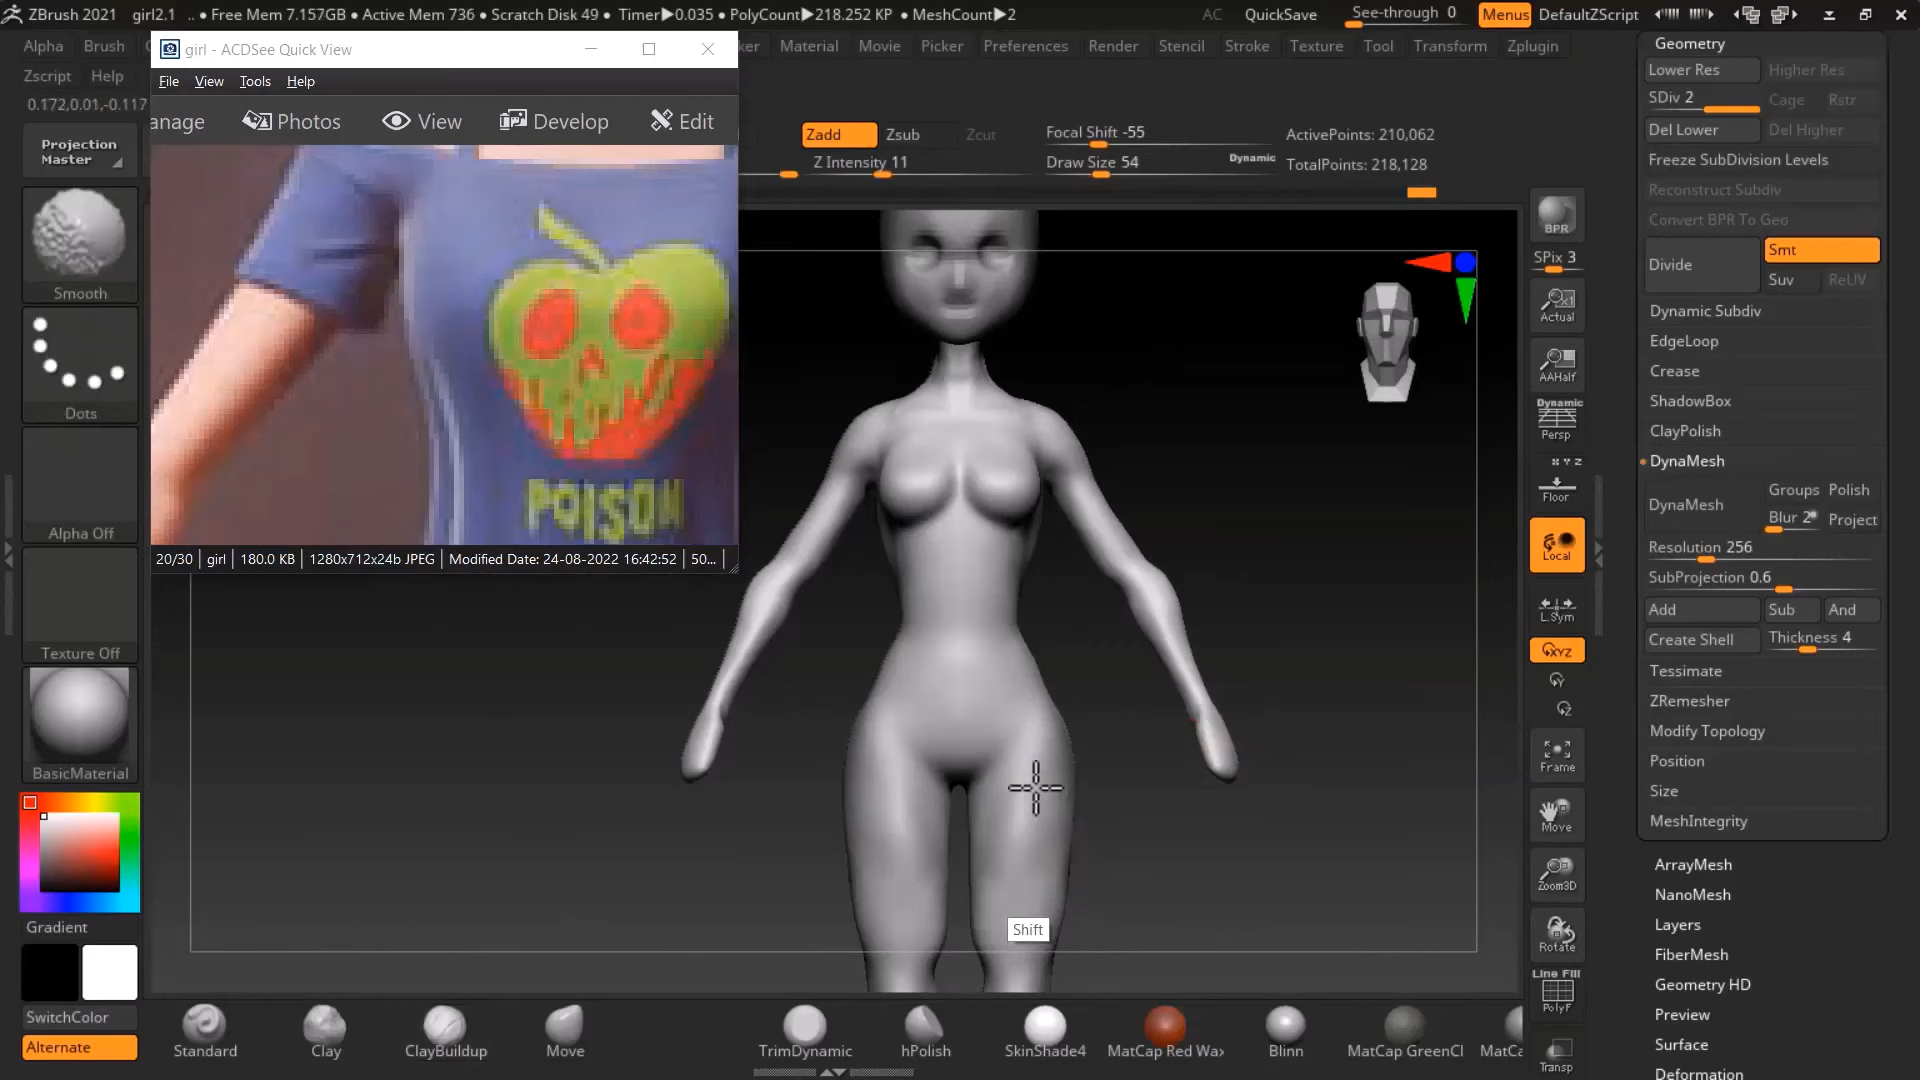 ZBrush 2021 girl2.1 .. • Free Mem 7.157GB • Active Mem 736 • Scratch Disk 49 • Timer▶0.035 • PolyCount▶218.252 KP • MeshCount▶2 AC QuickSave See-through 0 Menus DefaultZScript
Alpha Brush ker Material Movie Picker Preferences Render Stencil Stroke Texture Tool Transform Zplugin
Zscript Help
girl - ACDSee Quick View
File View Tools Help
anage Photos View Develop Edit
POISON
20/30 girl 180.0 KB 1280x712x24b JPEG Modified Date: 24-08-2022 16:42:52 50...
0.172,0.01,-0.117
Projection
Master
Smooth
Dots
Alpha Off
Texture Off
BasicMaterial
Gradient
SwitchColor
Alternate
Zadd Zsub Zcut
Z Intensity 11
Focal Shift -55
Draw Size 54 Dynamic
ActivePoints: 210,062
TotalPoints: 218,128
Shift
Standard Clay ClayBuildup Move TrimDynamic hPolish SkinShade4 MatCap Red Wax Blinn MatCap GreenCl MatCa
BPR
SPix 3
Actual
AAHalf
Dynamic
Persp
X Y Z
Floor
Local
L.Sym
XYZ
Y
Z
Frame
Move
Zoom3D
Rotate
Line Fill
PolyF
Transp
Geometry
Lower Res Higher Res
SDiv 2 Cage Rstr
Del Lower Del Higher
Freeze SubDivision Levels
Reconstruct Subdiv
Convert BPR To Geo
Divide Smt
Suv ReUV
Dynamic Subdiv
EdgeLoop
Crease
ShadowBox
ClayPolish
DynaMesh
DynaMesh Groups Polish
Blur 2 Project
Resolution 256
SubProjection 0.6
Add Sub And
Create Shell Thickness 4
Tessimate
ZRemesher
Modify Topology
Position
Size
MeshIntegrity
ArrayMesh
NanoMesh
Layers
FiberMesh
Geometry HD
Preview
Surface
Deformation